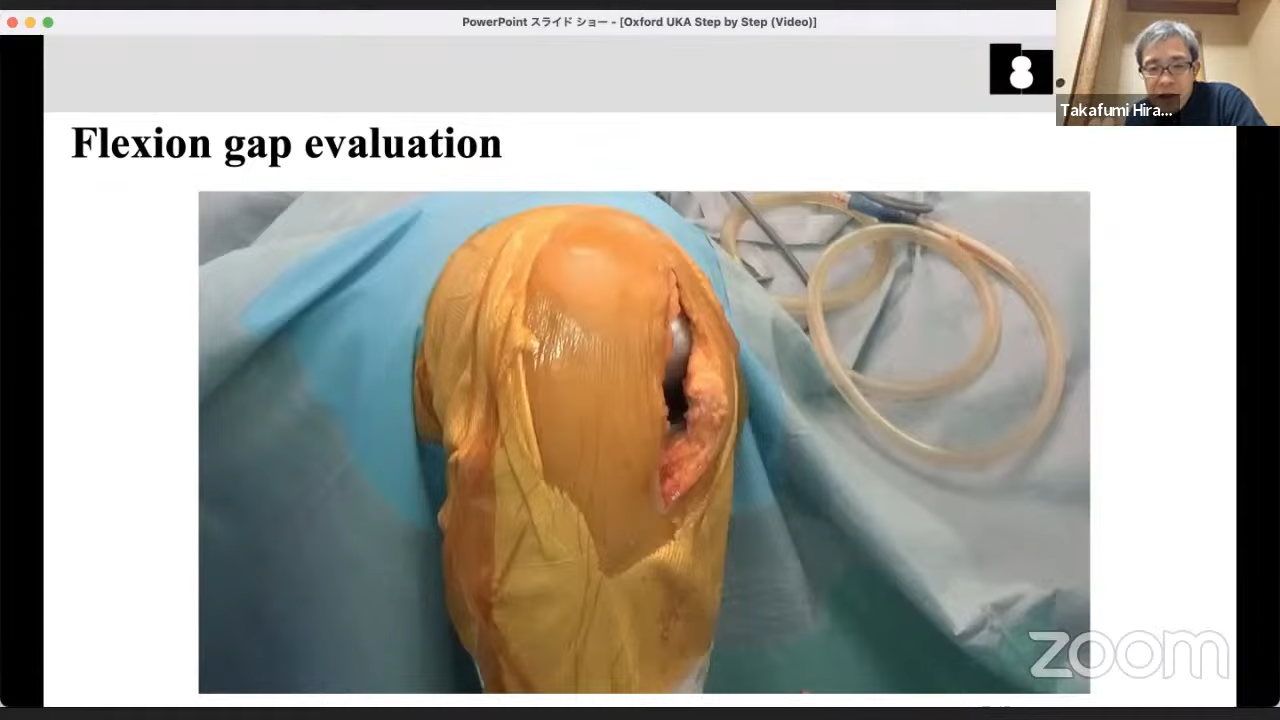 PowerPoint スライド ショー - [Oxford UKA Step by Step (Video)]
Takafumi Hira...
Flexion gap evaluation
zoom